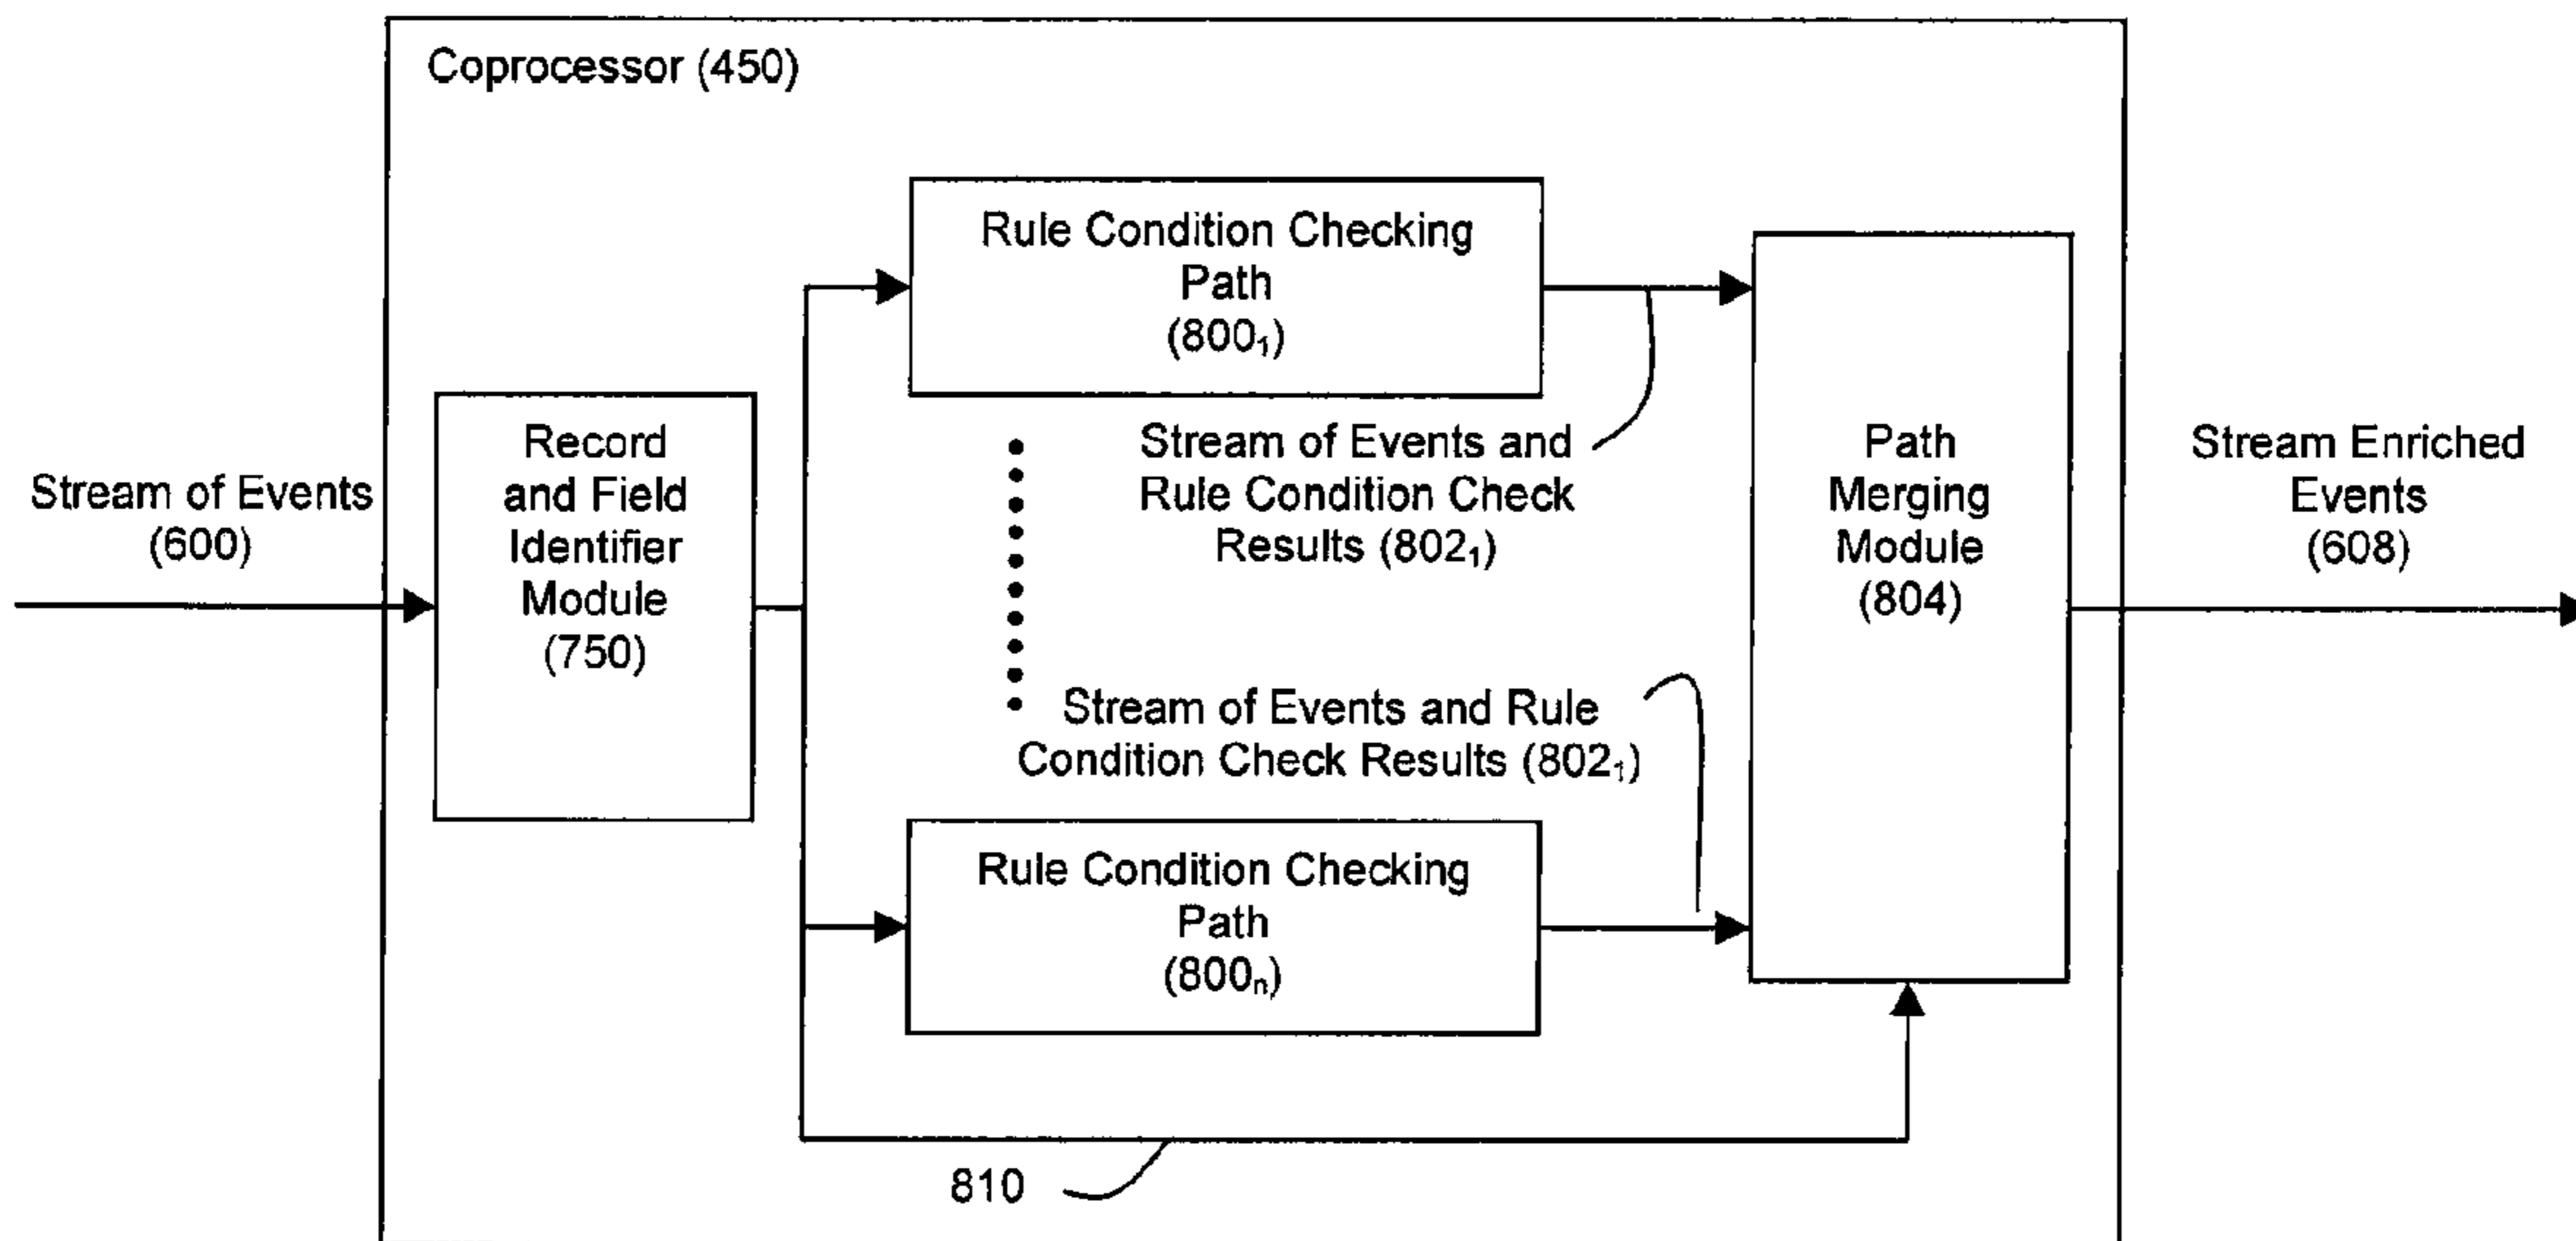 Coprocessor (450)
Rule Condition Checking
Path
(800₁)
Record
and Field
Identifier
Module
(750)
Stream of Events
(600)
Stream of Events and
Rule Condition Check
Results (802₁)
Path
Merging
Module
(804)
Stream Enriched
Events
(608)
Stream of Events and Rule
Condition Check Results (802₁)
Rule Condition Checking
Path
(800ₙ)
810